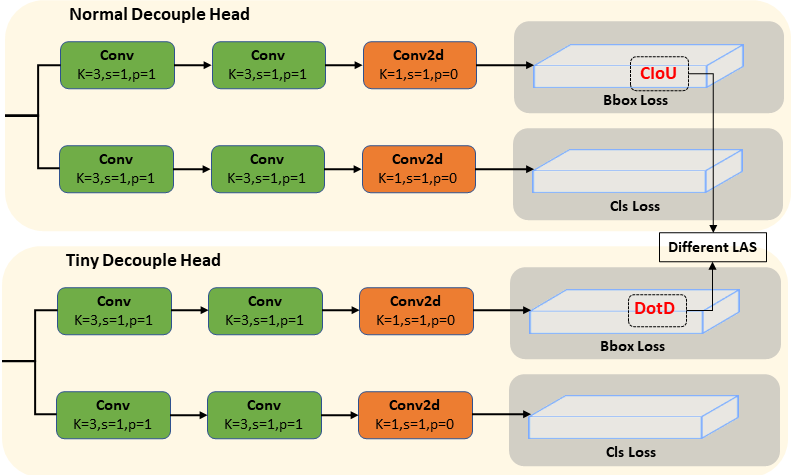 Normal Decouple Head
Conv
K=3,s=1,p=1
Conv
K=3,s=1,p=1
Conv2d
K=1,s=1,p=0
CIoU
Bbox Loss
Conv
K=3,s=1,p=1
Conv
K=3,s=1,p=1
Conv2D
K=1,s=1,p=0
Cls Loss
Different LAS
Tiny Decouple Head
Conv
K=3,s=1,p=1
Conv
K=3,s=1,p=1
Conv2d
K=1,s=1,p=0
DotD
Bbox Loss
Conv
K=3,s=1,p=1
Conv
K=3,s=1,p=1
Conv2d
K=1,s=1,p=0
Cls Loss